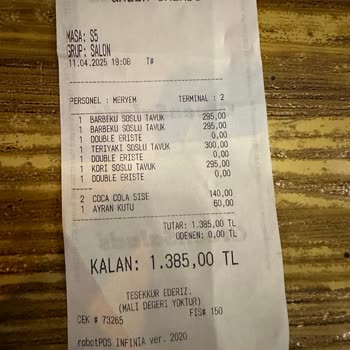 MASA: S5
GRUP: SALON
11.04.2025 19:08 T#
PERSONEL : MERYEM TERMINAL : 2
1 BARBEKU SOSLU TAVUK 295,00
1 BARBEKU SOSLU TAVUK 295,00
1 DOUBLE ERISTE 0,00
1 TERIYAKI SOSLU TAVUK 300,00
1 DOUBLE ERISTE 0,00
1 KORI SOSLU TAVUK 295,00
1 DOUBLE ERISTE 0,00
2 COCA COLA SISE 140,00
1 AYRAN KUTU 60,00
TUTAR: 1.385,00 TL
ODENEN: 0,00 TL
KALAN: 1.385,00 TL
TESEKKUR EDERIZ.
(MALI DEGERI YOKTUR)
CEK # 73265 FIS# 150
robotPOS INFINIA ver. 2020